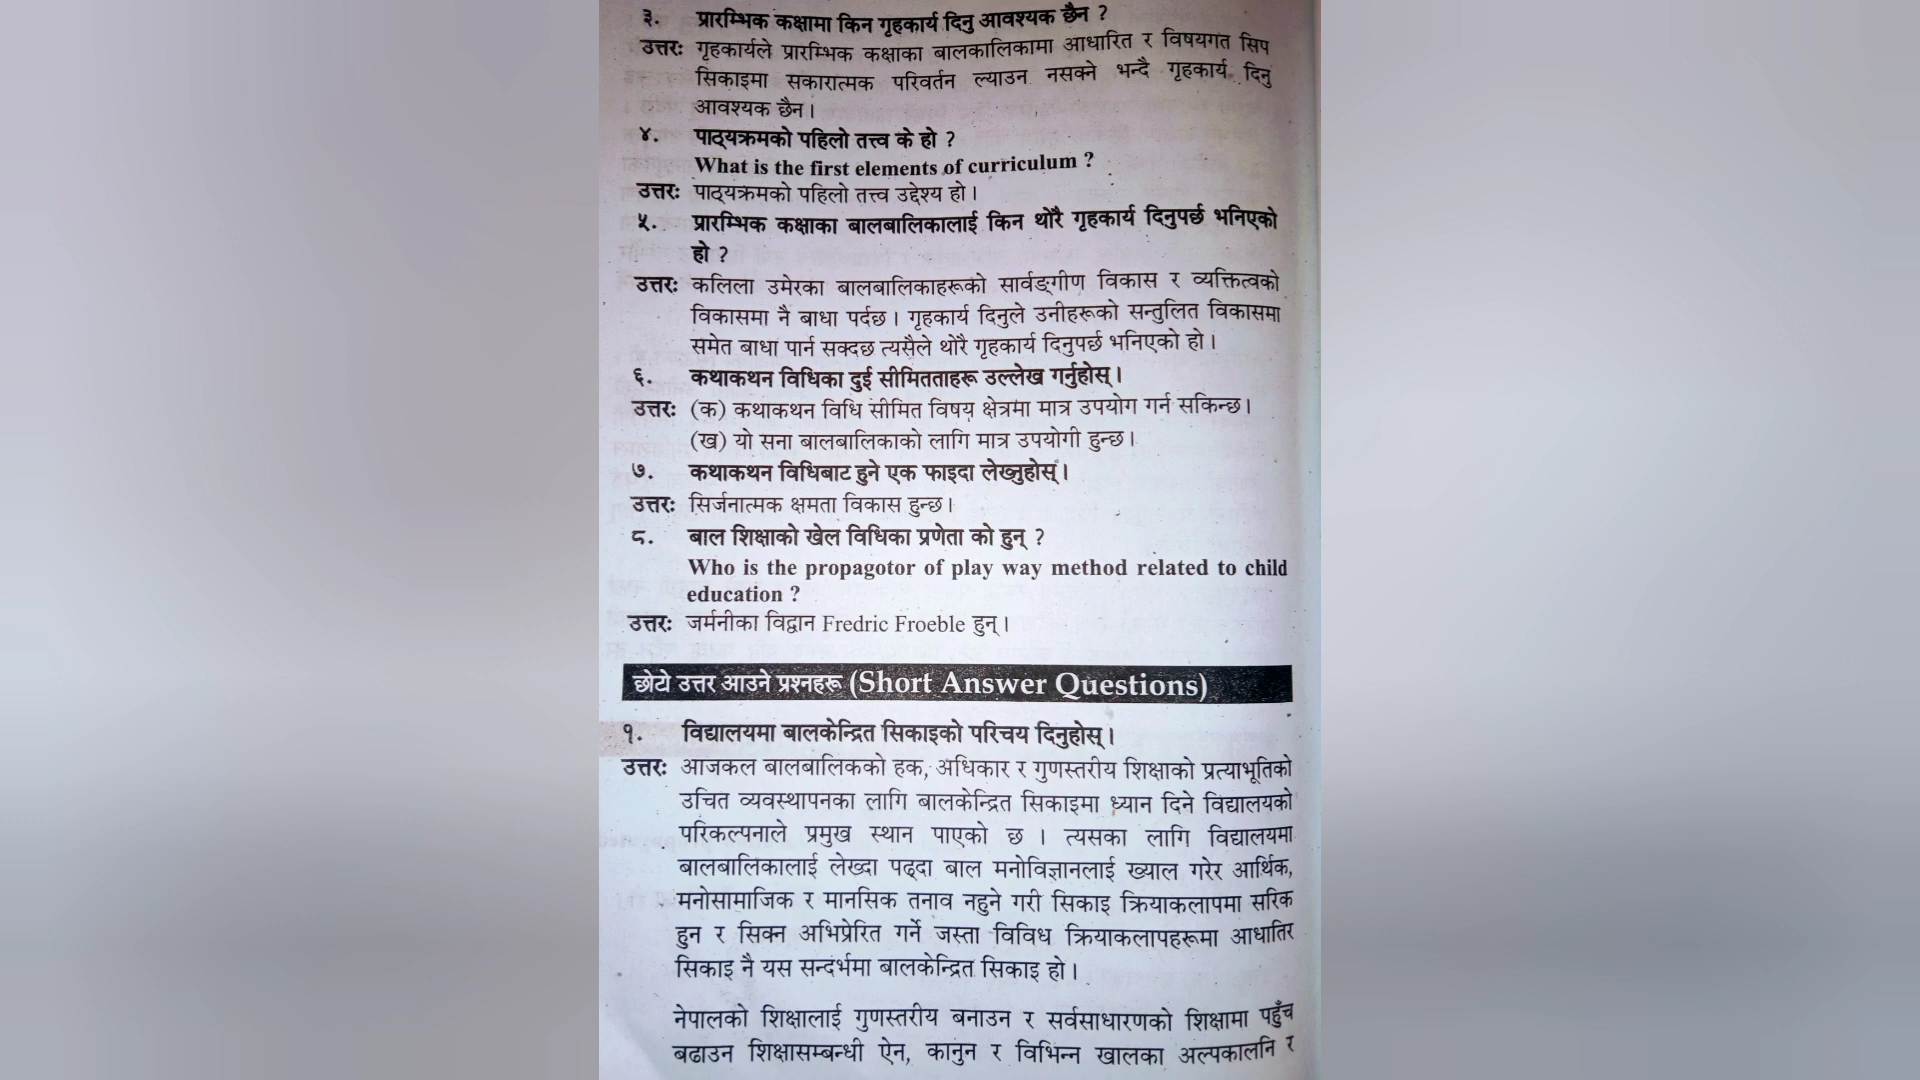 ३. प्रारम्भिक कक्षामा किन गृहकार्य दिनु आवश्यक छैन ?
उत्तरः गृहकार्यले प्रारम्भिक कक्षाका बालकालिकामा आधारित र विषयगत सिप
सिकाइमा सकारात्मक परिवर्तन ल्याउन नसक्ने भन्दै गृहकार्य दिनु
आवश्यक छैन।
४. पाठ्यक्रमको पहिलो तत्त्व के हो ?
What is the first elements of curriculum ?
उत्तरः पाठ्यक्रमको पहिलो तत्त्व उद्देश्य हो।
५. प्रारम्भिक कक्षाका बालबालिकालाई किन थोरै गृहकार्य दिनुपर्छ भनिएको
हो ?
उत्तरः कलिला उमेरका बालबालिकाहरूको सार्वङ्गीण विकास र व्यक्तित्वको
विकासमा नै बाधा पर्दछ। गृहकार्य दिनुले उनीहरूको सन्तुलित विकासमा
समेत बाधा पार्न सक्दछ त्यसैले थोरै गृहकार्य दिनुपर्छ भनिएको हो।
६. कथाकथन विधिका दुई सीमितताहरू उल्लेख गर्नुहोस्।
उत्तरः (क) कथाकथन विधि सीमित विषय क्षेत्रमा मात्र उपयोग गर्न सकिन्छ।
(ख) यो सना बालबालिकाको लागि मात्र उपयोगी हुन्छ।
७. कथाकथन विधिबाट हुने एक फाइदा लेख्नुहोस्।
उत्तरः सिर्जनात्मक क्षमता विकास हुन्छ।
८. बाल शिक्षाको खेल विधिका प्रणेता को हुन् ?
Who is the propagotor of play way method related to child
education ?
उत्तरः जर्मनीका विद्वान Fredric Froeble हुन्।
छोटो उत्तर आउने प्रश्नहरू (Short Answer Questions)
१. विद्यालयमा बालकेन्द्रित सिकाइको परिचय दिनुहोस्।
उत्तरः आजकल बालबालिकको हक, अधिकार र गुणस्तरीय शिक्षाको प्रत्याभूतिको
उचित व्यवस्थापनका लागि बालकेन्द्रित सिकाइमा ध्यान दिने विद्यालयको
परिकल्पनाले प्रमुख स्थान पाएको छ । त्यसका लागि विद्यालयमा
बालबालिकालाई लेख्दा पढ्दा बाल मनोविज्ञानलाई ख्याल गरेर आर्थिक,
मनोसामाजिक र मानसिक तनाव नहुने गरी सिकाइ क्रियाकलापमा सरिक
हुन र सिक्न अभिप्रेरित गर्ने जस्ता विविध क्रियाकलापहरूमा आधातिर
सिकाइ नै यस सन्दर्भमा बालकेन्द्रित सिकाइ हो।
नेपालको शिक्षालाई गुणस्तरीय बनाउन र सर्वसाधारणको शिक्षामा पहुँच
बढाउन शिक्षासम्बन्धी ऐन, कानुन र विभिन्न खालका अल्पकालनि र